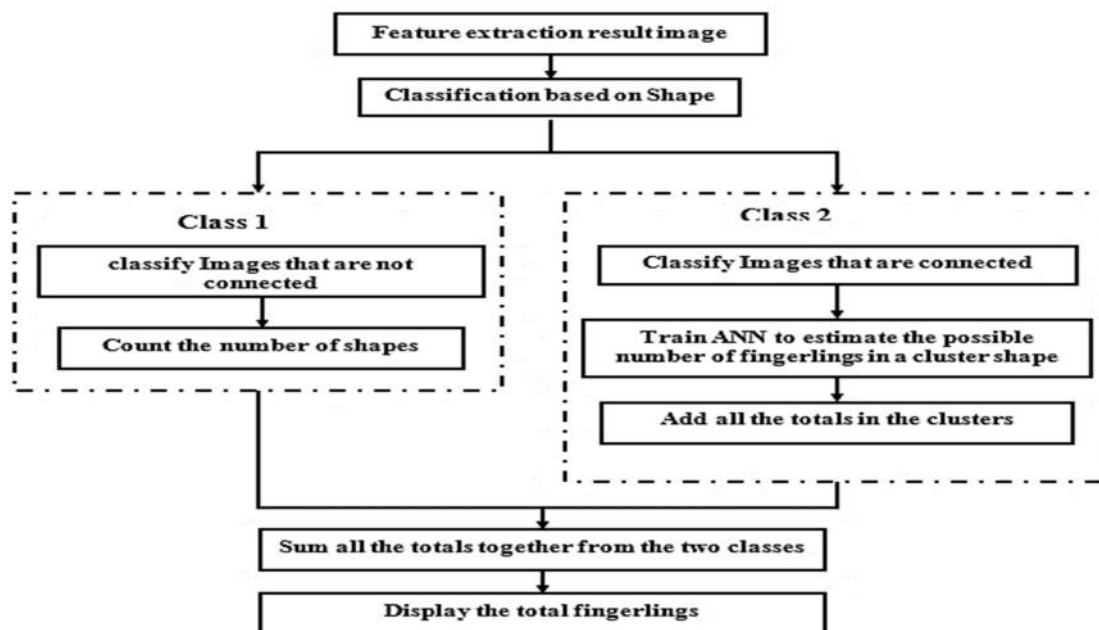 Feature extraction result image
Classification based on Shape
Class 1
classify Images that are not
connected
Count the number of shapes
Class 2
Classify Images that are connected
Train ANN to estimate the possible
number of fingerlings in a cluster shape
Add all the totals in the clusters
Sum all the totals together from the two classes
Display the total fingerlings